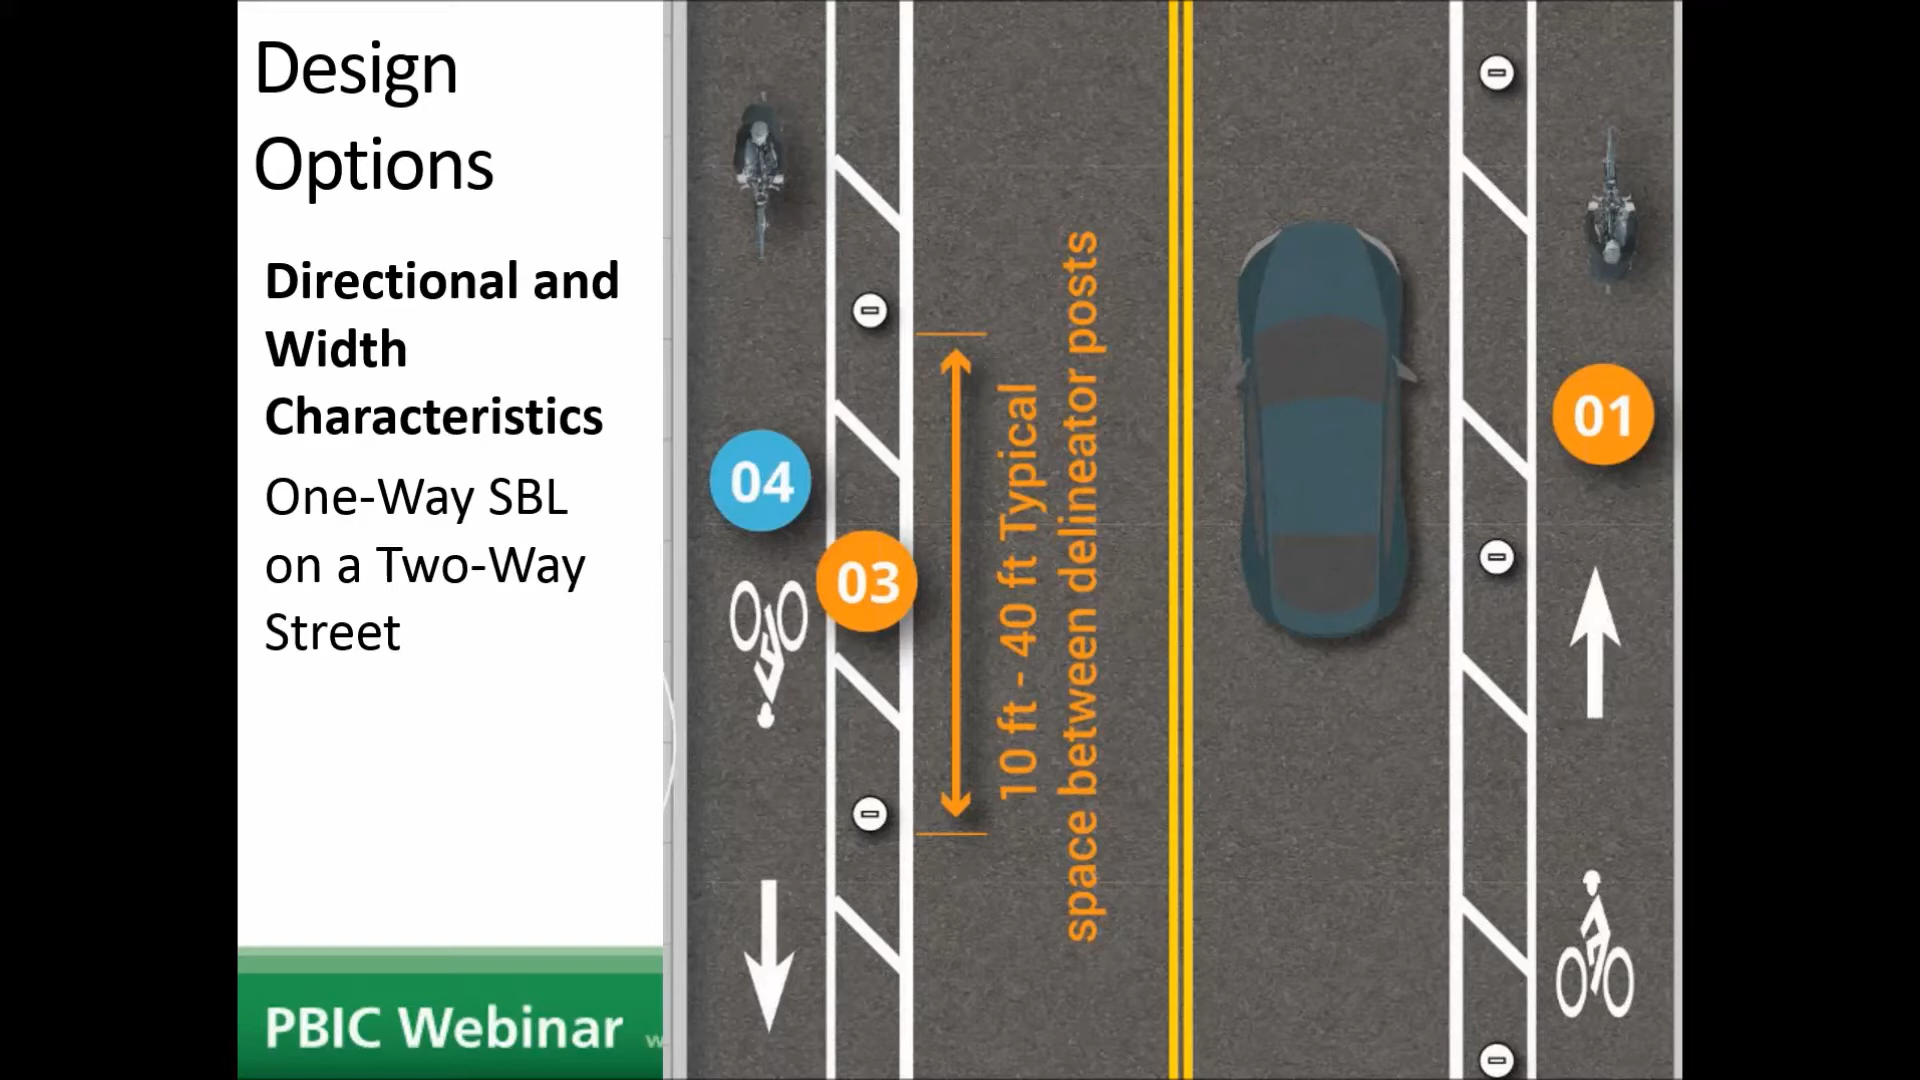 Design
Options
Directional and
Width
Characteristics
One-Way SBL
on a Two-Way
Street
PBIC Webinar
04
03
10 ft - 40 ft Typical
space between delineator posts
01